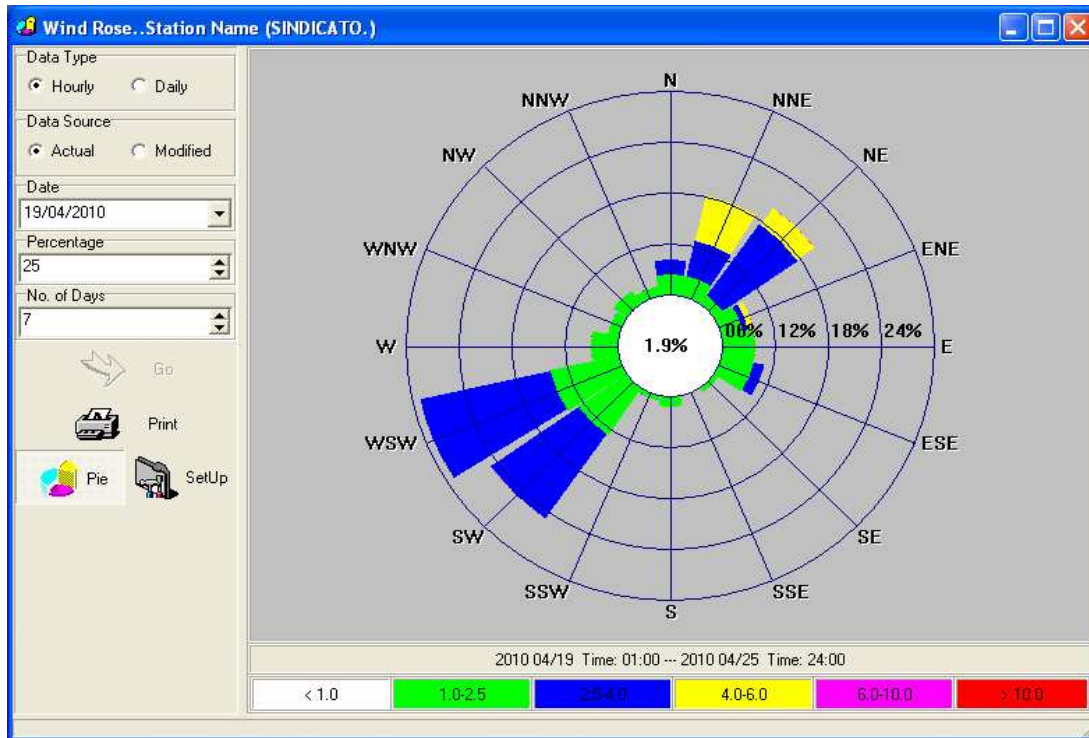 Wind Rose..Station Name (SINDICATO.)
Data Type
Hourly Daily
Data Source
Actual Modified
Date
19/04/2010
Percentage
25
No. of Days
7
Go
Print
Pie SetUp
N
NNW NNE
NW NE
WNW ENE
W 1.9% 06% 12% 18% 24% E
WSW ESE
SW SE
SSW SSE
S
2010 04/19 Time: 01:00 --- 2010 04/25 Time: 24:00
< 1.0 1.0-2.5 2.5-4.0 4.0-6.0 6.0-10.0 > 10.0